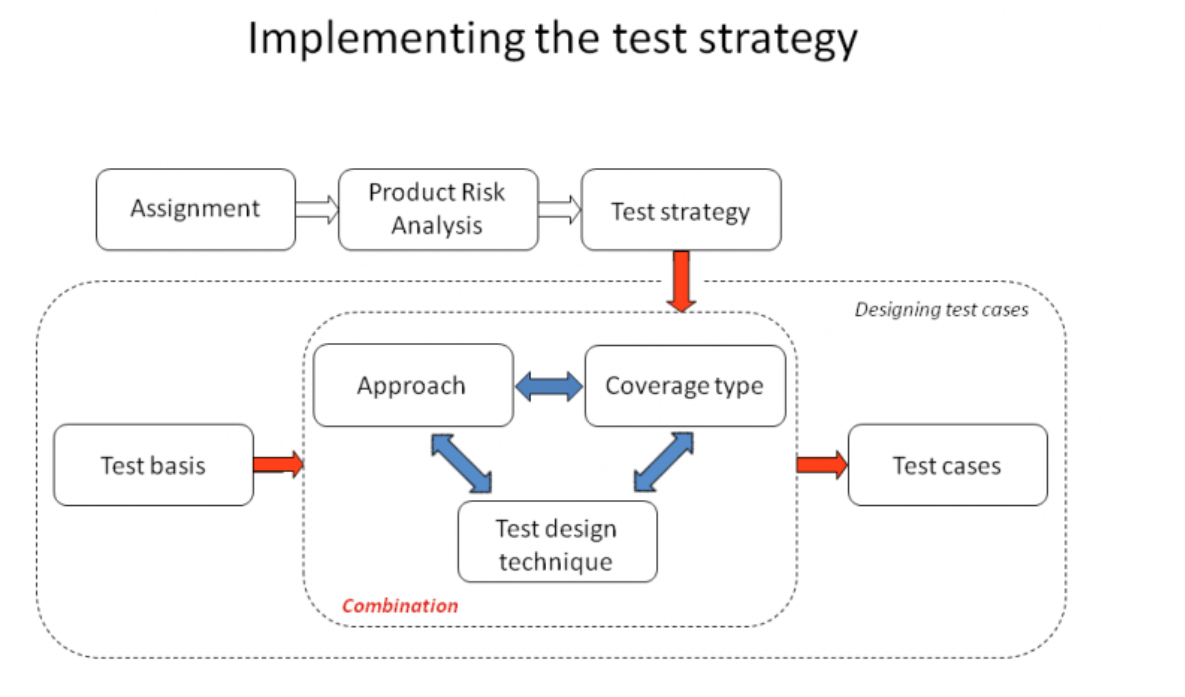 Implementing the test strategy
Assignment
Product Risk
Analysis
Test strategy
Designing test cases
Approach
Coverage type
Test basis
Test cases
Test design
technique
Combination